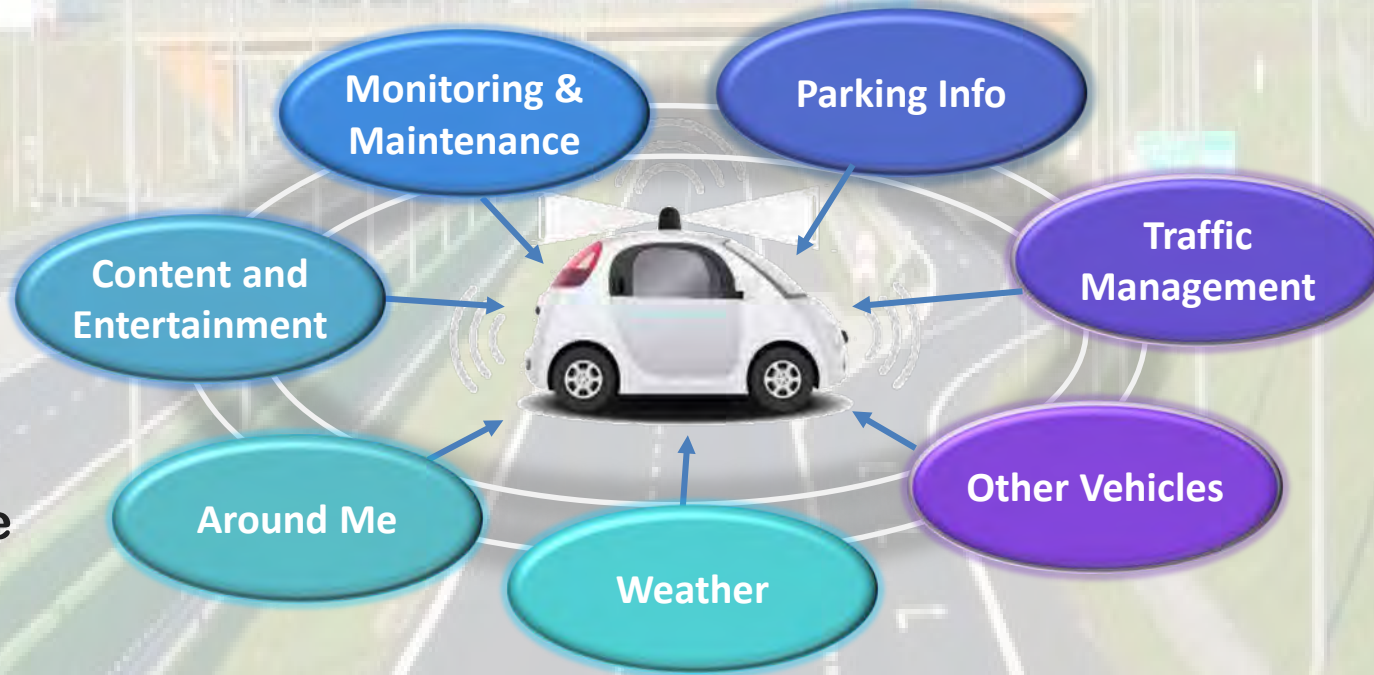 Monitoring &
Maintenance
Parking Info
Traffic
Management
Content and
Entertainment
Other Vehicles
Around Me
e
Weather